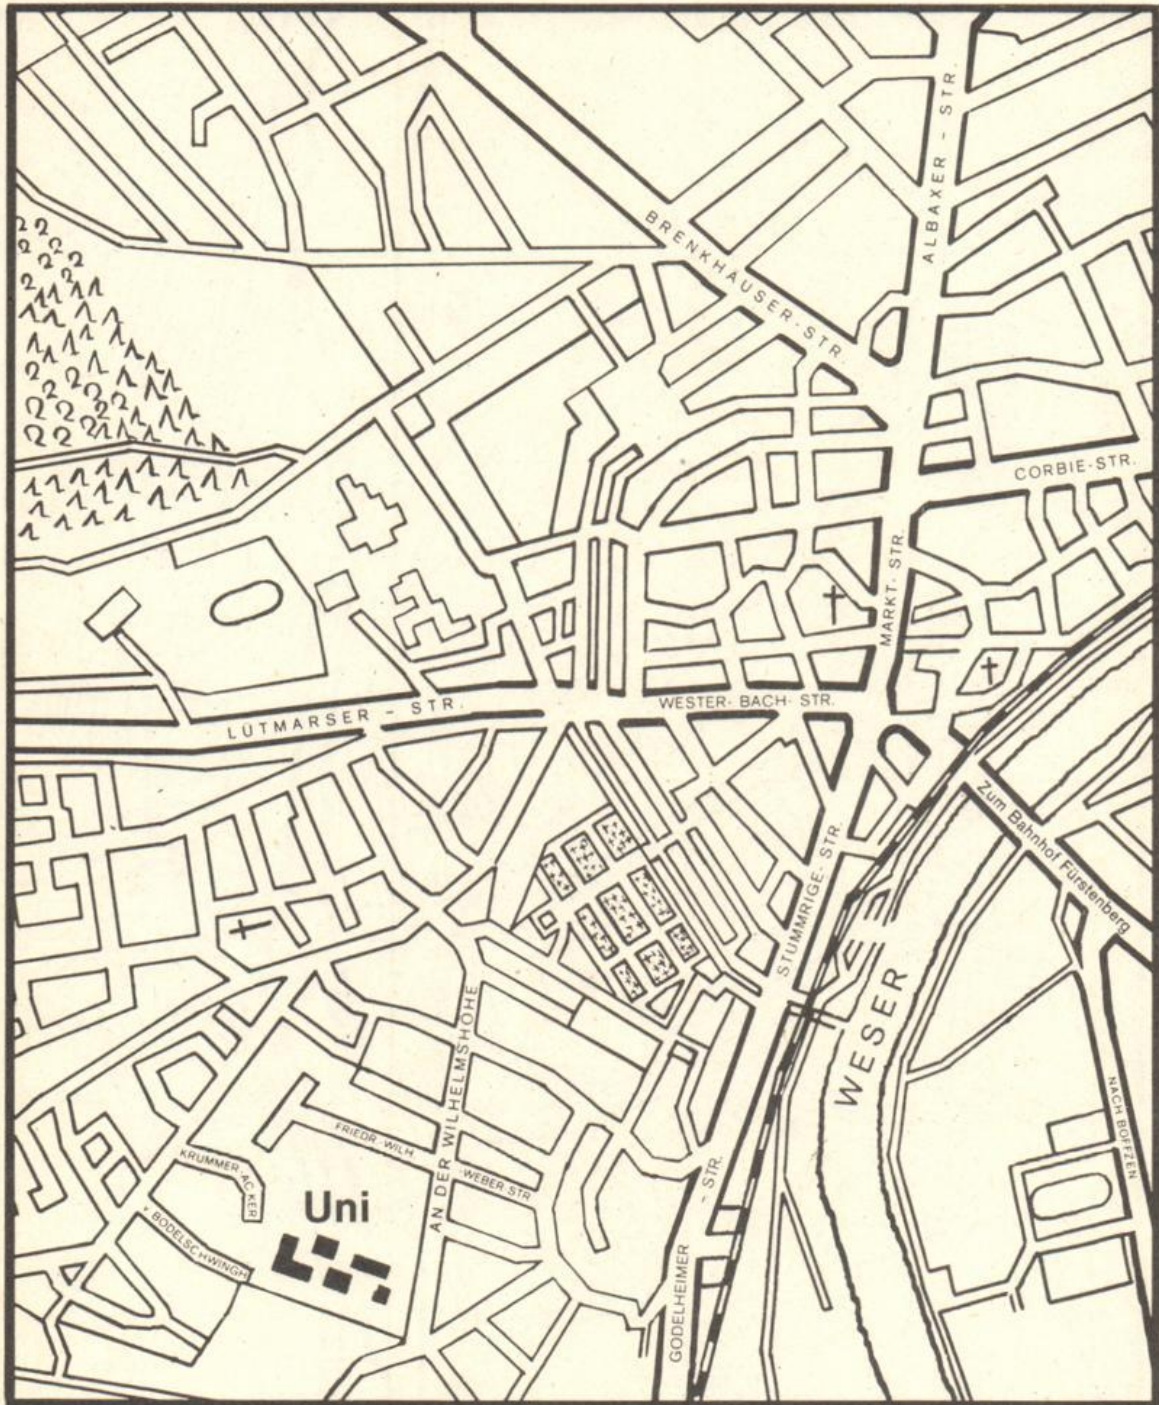 BRENKHAUSER-STR.
ALBAXER - STR.
CORBIE-STR.
MARKT-STR.
LÜTMARSER - STR.
WESTER-BACH-STR.
Zum Bahnhof Fürstenberg
STUMMRIGE-STR.
WESER
AN DER WILHELMSHÖHE
FRIEDR.-WILH.
-WEBER STR
KRUMMER-ACKER
Uni
v. BODELSCHWINGH
NACH BOFFZEN
GODELHEIMER - STR.